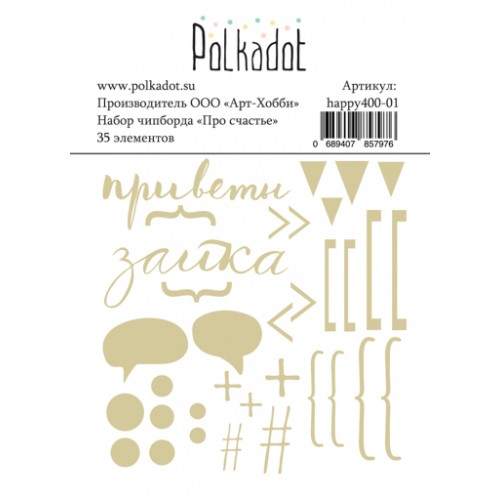 Polkadot
www.polkadot.su
Артикул:
Производитель ООО «Арт-Хобби»
happy400-01
Набор чипборда «Про счастье»
35 элементов
0 689407 857976
приветы
зайка